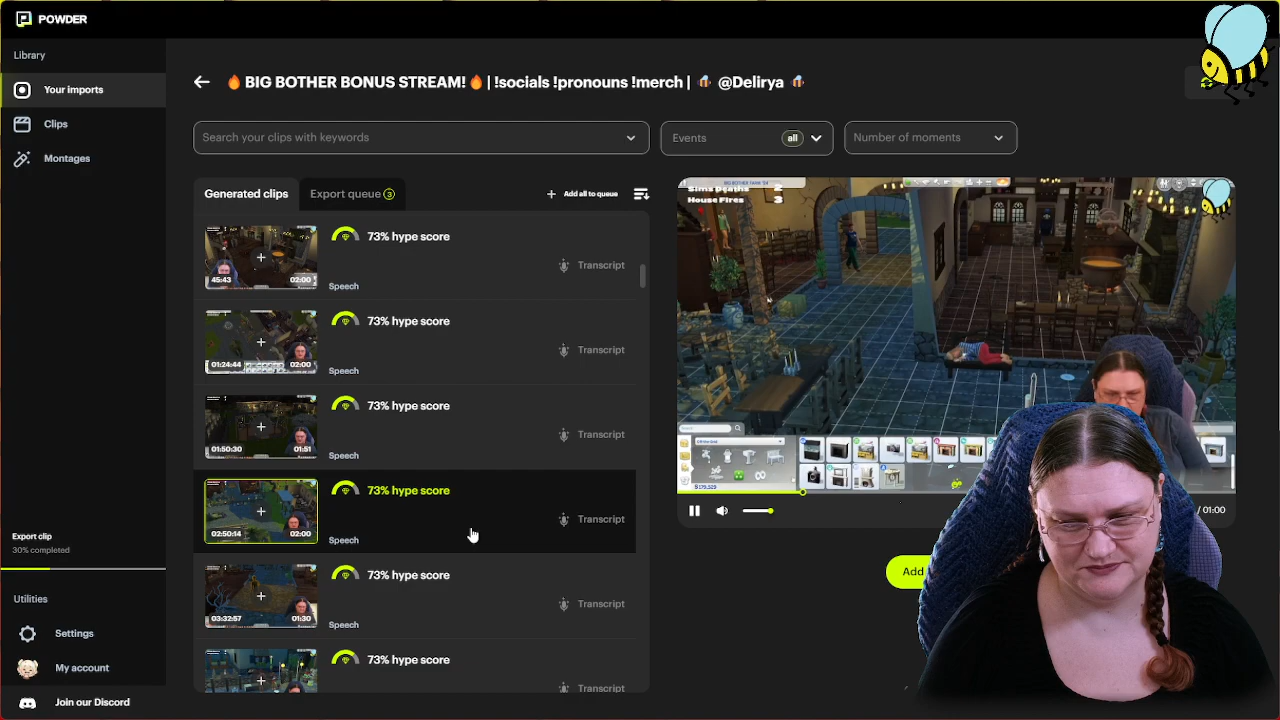 POWDER
Library
Your imports
Clips
Montages
Export clip
30% completed
Utilities
Settings
My account
Join our Discord
🔥 BIG BOTHER BONUS STREAM! 🔥 | !socials !pronouns !merch | 🐝 @Delirya 🐝
Search your clips with keywords
Events all
Number of moments
Generated clips
Export queue 3
Add all to queue
73% hype score
Transcript
Speech
45:43 02:00
73% hype score
Transcript
Speech
01:24:44 02:00
73% hype score
Transcript
Speech
01:50:30 01:51
73% hype score
Transcript
Speech
02:50:14 02:00
73% hype score
Transcript
Speech
03:32:57 01:30
73% hype score
Transcript
Sims Deaths 2
House Fires 3
/ 01:00
Add